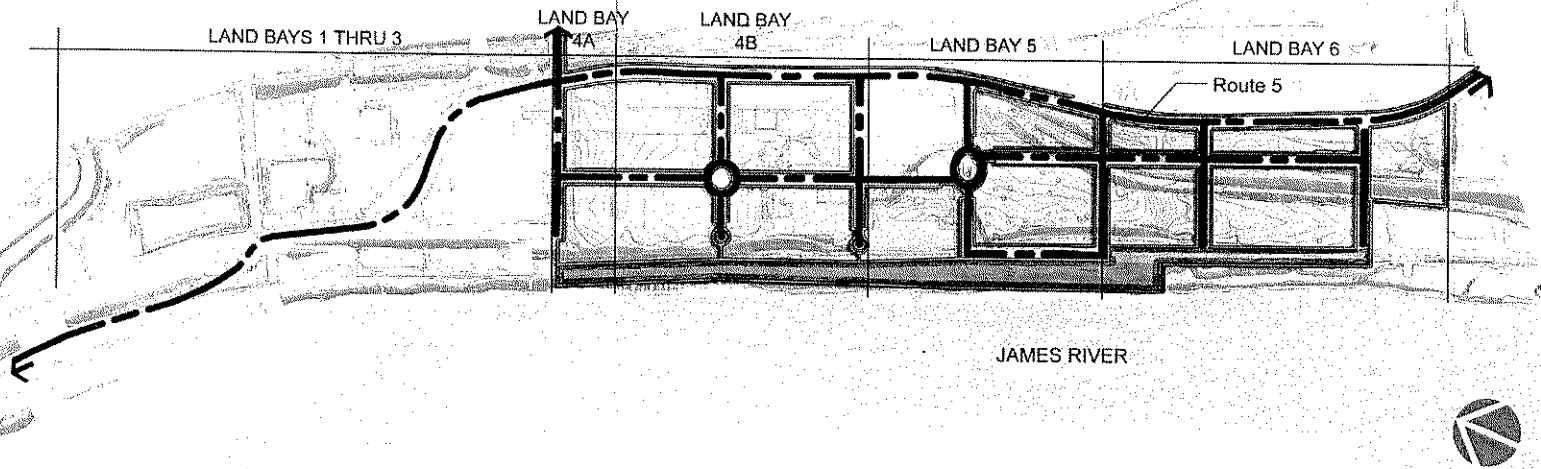 LAND BAYS 1 THRU 3
LAND BAY
4A
LAND BAY
4B
LAND BAY 5
LAND BAY 6
Route 5
JAMES RIVER